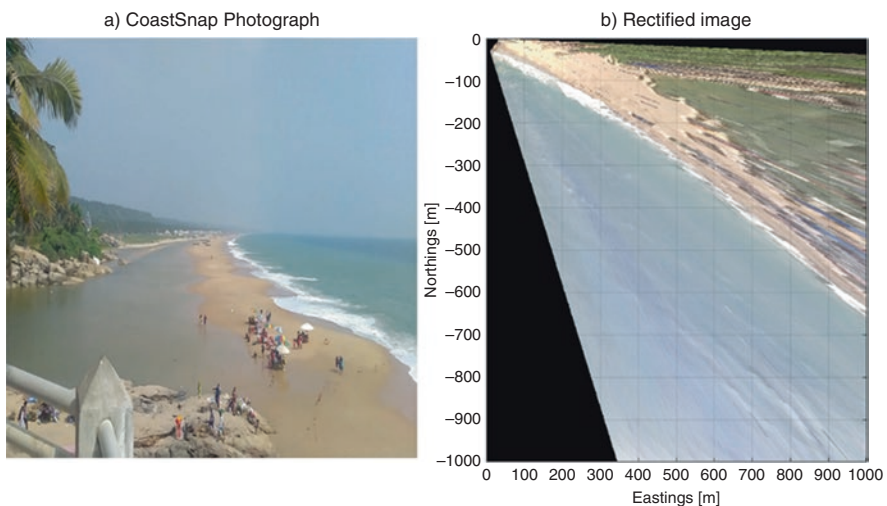 a) CoastSnap Photograph
b) Rectified image
Northings [m]
0
−100
−200
−300
−400
−500
−600
−700
−800
−900
−1000
0 100 200 300 400 500 600 700 800 900 1000
Eastings [m]